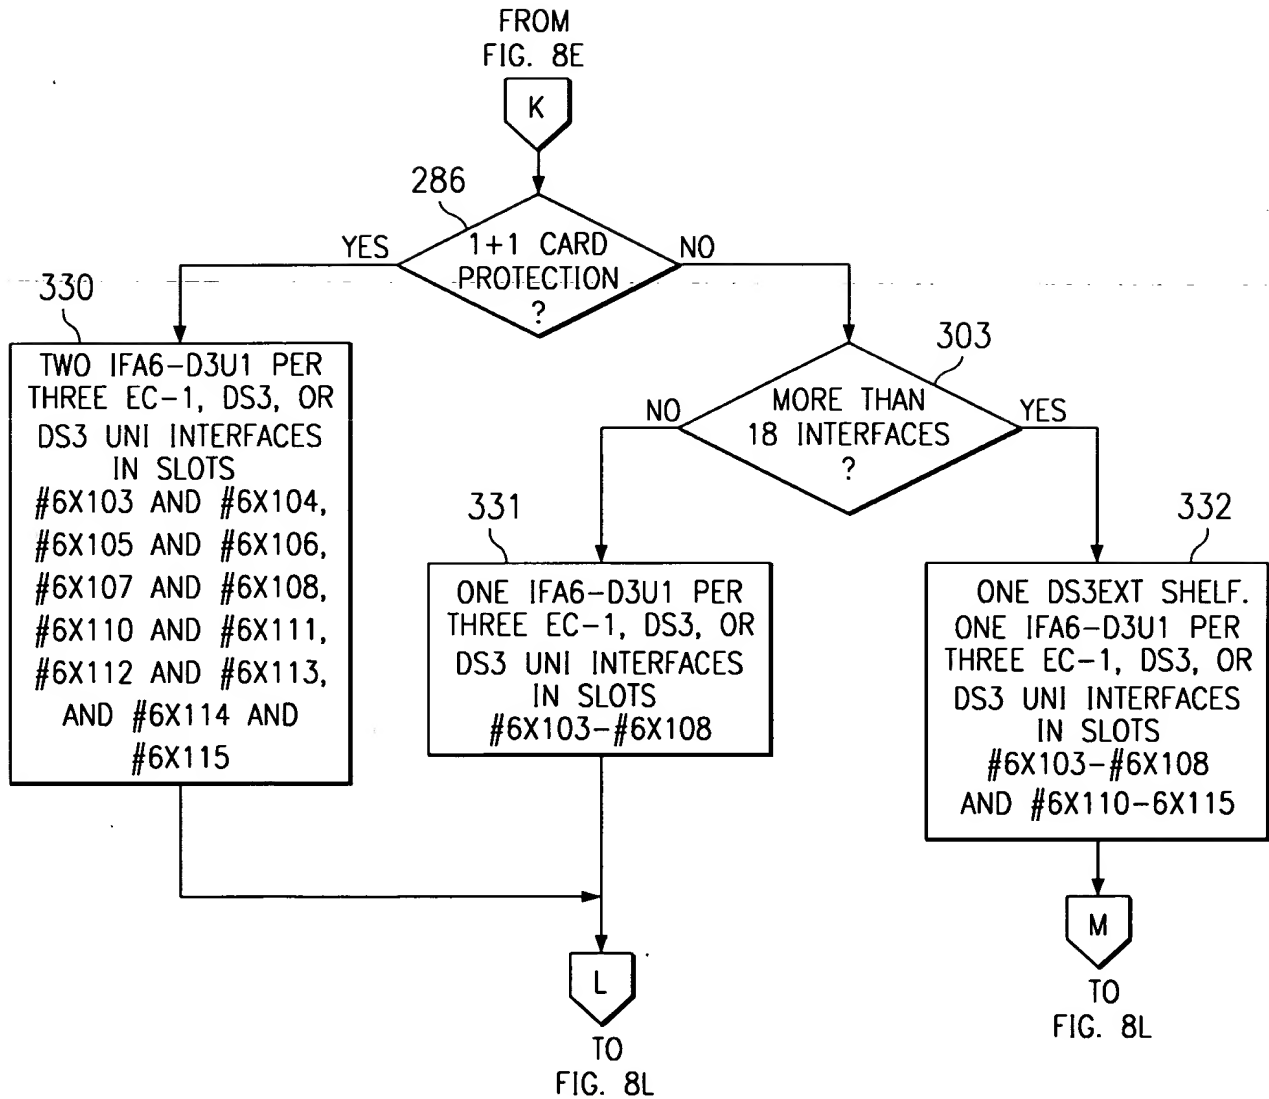 FROM
FIG. 8E
K
286
YES
1+1 CARD
PROTECTION
?
NO
330
TWO IFA6-D3U1 PER
THREE EC-1, DS3, OR
DS3 UNI INTERFACES
IN SLOTS
#6X103 AND #6X104,
#6X105 AND #6X106,
#6X107 AND #6X108,
#6X110 AND #6X111,
#6X112 AND #6X113,
AND #6X114 AND
#6X115
303
NO
MORE THAN
18 INTERFACES
?
YES
331
ONE IFA6-D3U1 PER
THREE EC-1, DS3, OR
DS3 UNI INTERFACES
IN SLOTS
#6X103-#6X108
332
ONE DS3EXT SHELF.
ONE IFA6-D3U1 PER
THREE EC-1, DS3, OR
DS3 UNI INTERFACES
IN SLOTS
#6X103-#6X108
AND #6X110-6X115
L
TO
FIG. 8L
M
TO
FIG. 8L